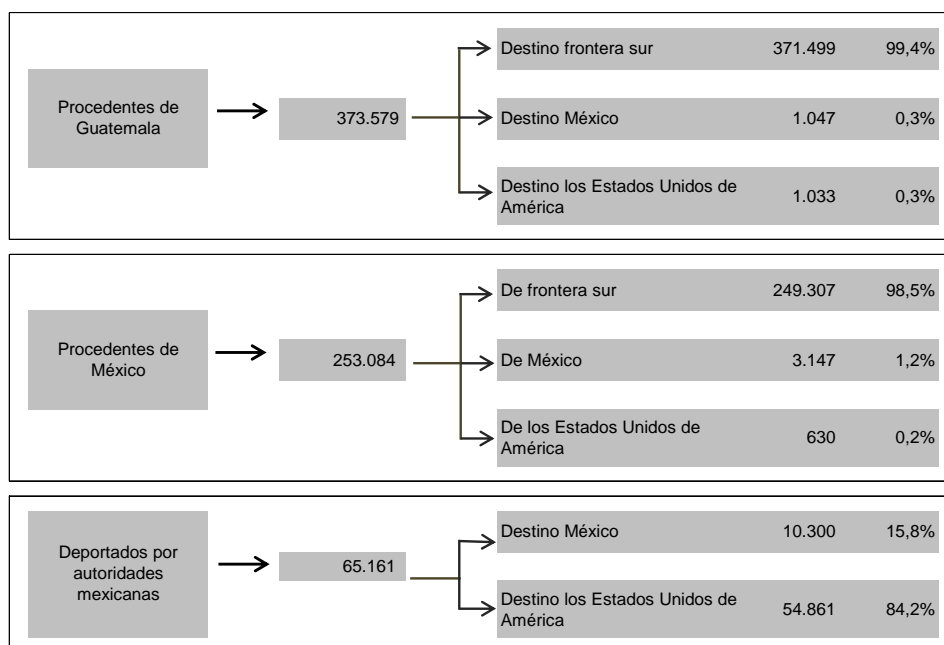 Procedentes de
Guatemala
373.579
Destino frontera sur 371.499 99,4%
Destino México 1.047 0,3%
Destino los Estados Unidos de
América 1.033 0,3%
Procedentes de
México
253.084
De frontera sur 249.307 98,5%
De México 3.147 1,2%
De los Estados Unidos de
América 630 0,2%
Deportados por
autoridades
mexicanas
65.161
Destino México 10.300 15,8%
Destino los Estados Unidos de
América 54.861 84,2%